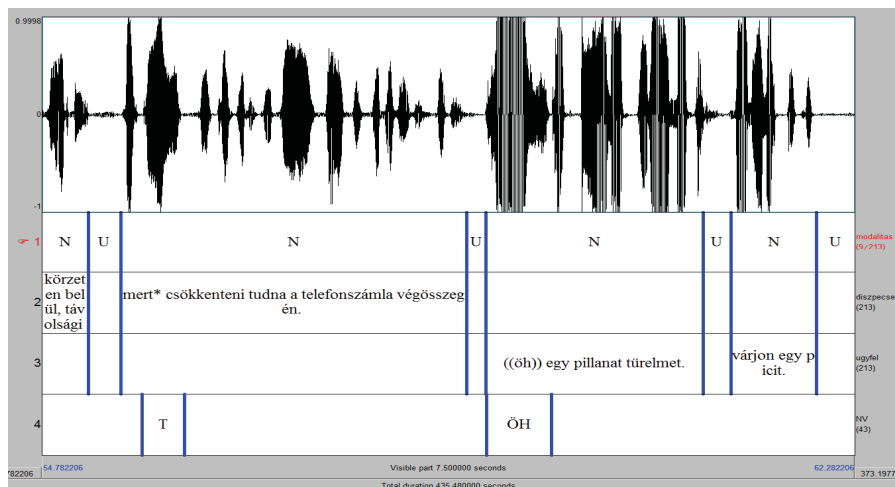 0.9998
0
-1
☞ 1 N U N U N U N U modalitas
(9/213)
2 körzet
en bel
ül, táv
olsági
mert* csökkenteni tudna a telefonszámla végösszeg
én.
diszpecse
(213)
3 ((öh)) egy pillanat türelmet.
várjon egy p
icit.
ugyfel
(213)
4 T ÖH NV
(43)
54.782206 Visible part 7.500000 seconds 62.282206
782206 Total duration 435.480000 seconds 373.1977